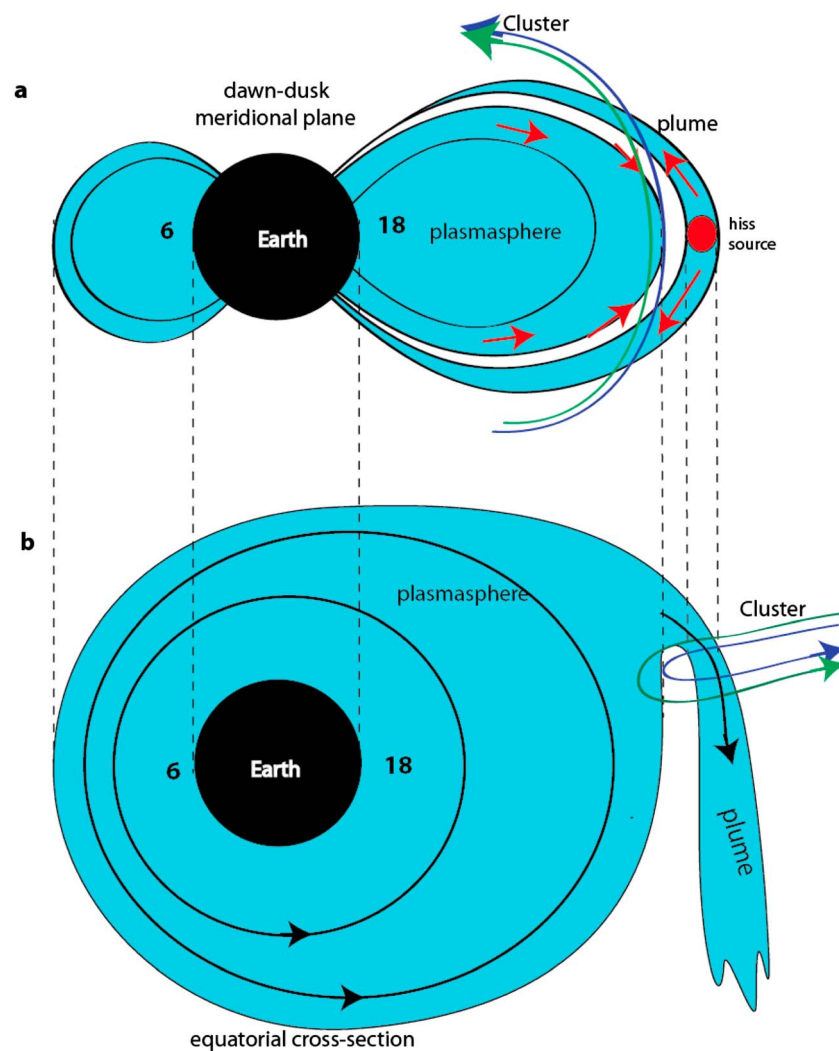 Cluster
a
dawn-dusk
meridional plane
plume
6
Earth
18
plasmasphere
hiss
source
b
plasmasphere
Cluster
6
Earth
18
plume
equatorial cross-section